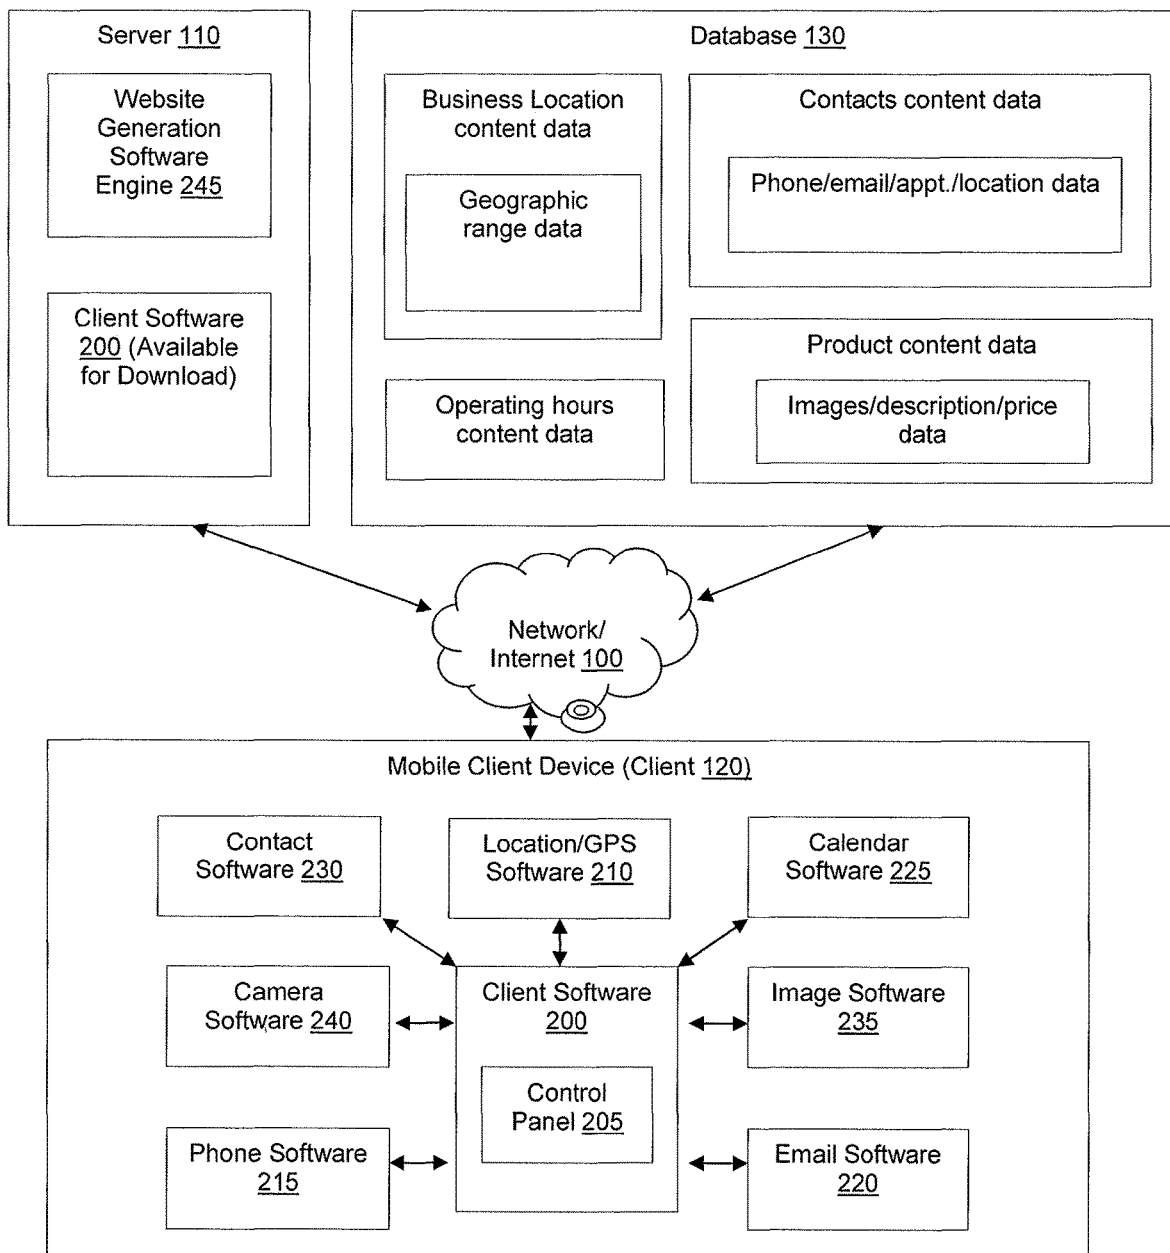 Server 110
Website
Generation
Software
Engine 245
Client Software
200 (Available
for Download)
Database 130
Business Location
content data
Geographic
range data
Operating hours
content data
Contacts content data
Phone/email/appt./location data
Product content data
Images/description/price
data
Network/
Internet 100
Mobile Client Device (Client 120)
Contact
Software 230
Location/GPS
Software 210
Calendar
Software 225
Camera
Software 240
Client Software
200
Image Software
235
Control
Panel 205
Phone Software
215
Email Software
220